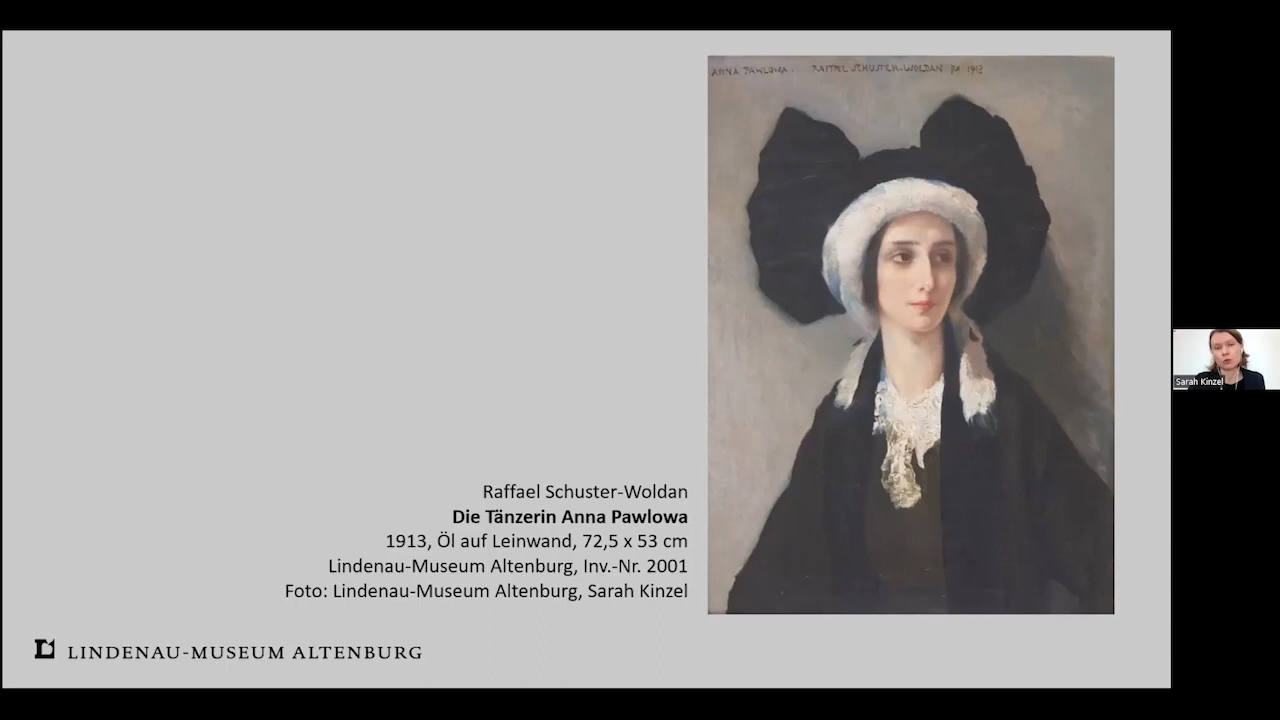 ANNA PAWLOWA. RAFFAEL SCHUSTER-WOLDAN 1913
Raffael Schuster-Woldan
Die Tänzerin Anna Pawlowa
1913, Öl auf Leinwand, 72,5 x 53 cm
Lindenau-Museum Altenburg, Inv.-Nr. 2001
Foto: Lindenau-Museum Altenburg, Sarah Kinzel
LINDENAU-MUSEUM ALTENBURG
Sarah Kinzel